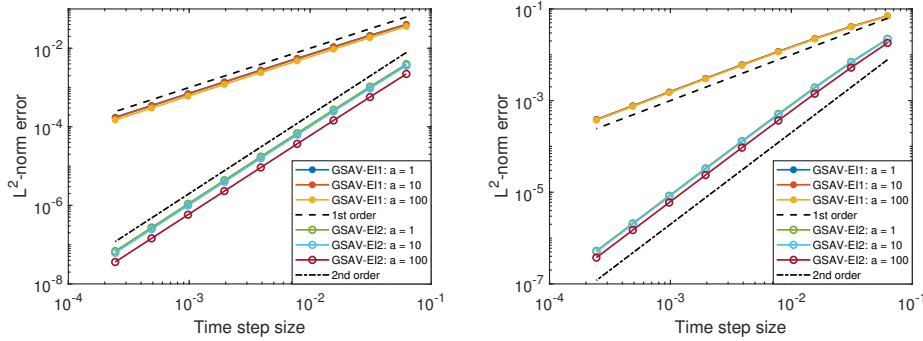 10^-2
10^-4
10^-6
10^-8
L^2-norm error
10^-4
10^-3
10^-2
10^-1
Time step size
GSAV-EI1: a = 1
GSAV-EI1: a = 10
GSAV-EI1: a = 100
1st order
GSAV-EI2: a = 1
GSAV-EI2: a = 10
GSAV-EI2: a = 100
2nd order
10^-1
10^-3
10^-5
10^-7
L^2-norm error
10^-4
10^-3
10^-2
10^-1
Time step size
GSAV-EI1: a = 1
GSAV-EI1: a = 10
GSAV-EI1: a = 100
1st order
GSAV-EI2: a = 1
GSAV-EI2: a = 10
GSAV-EI2: a = 100
2nd order